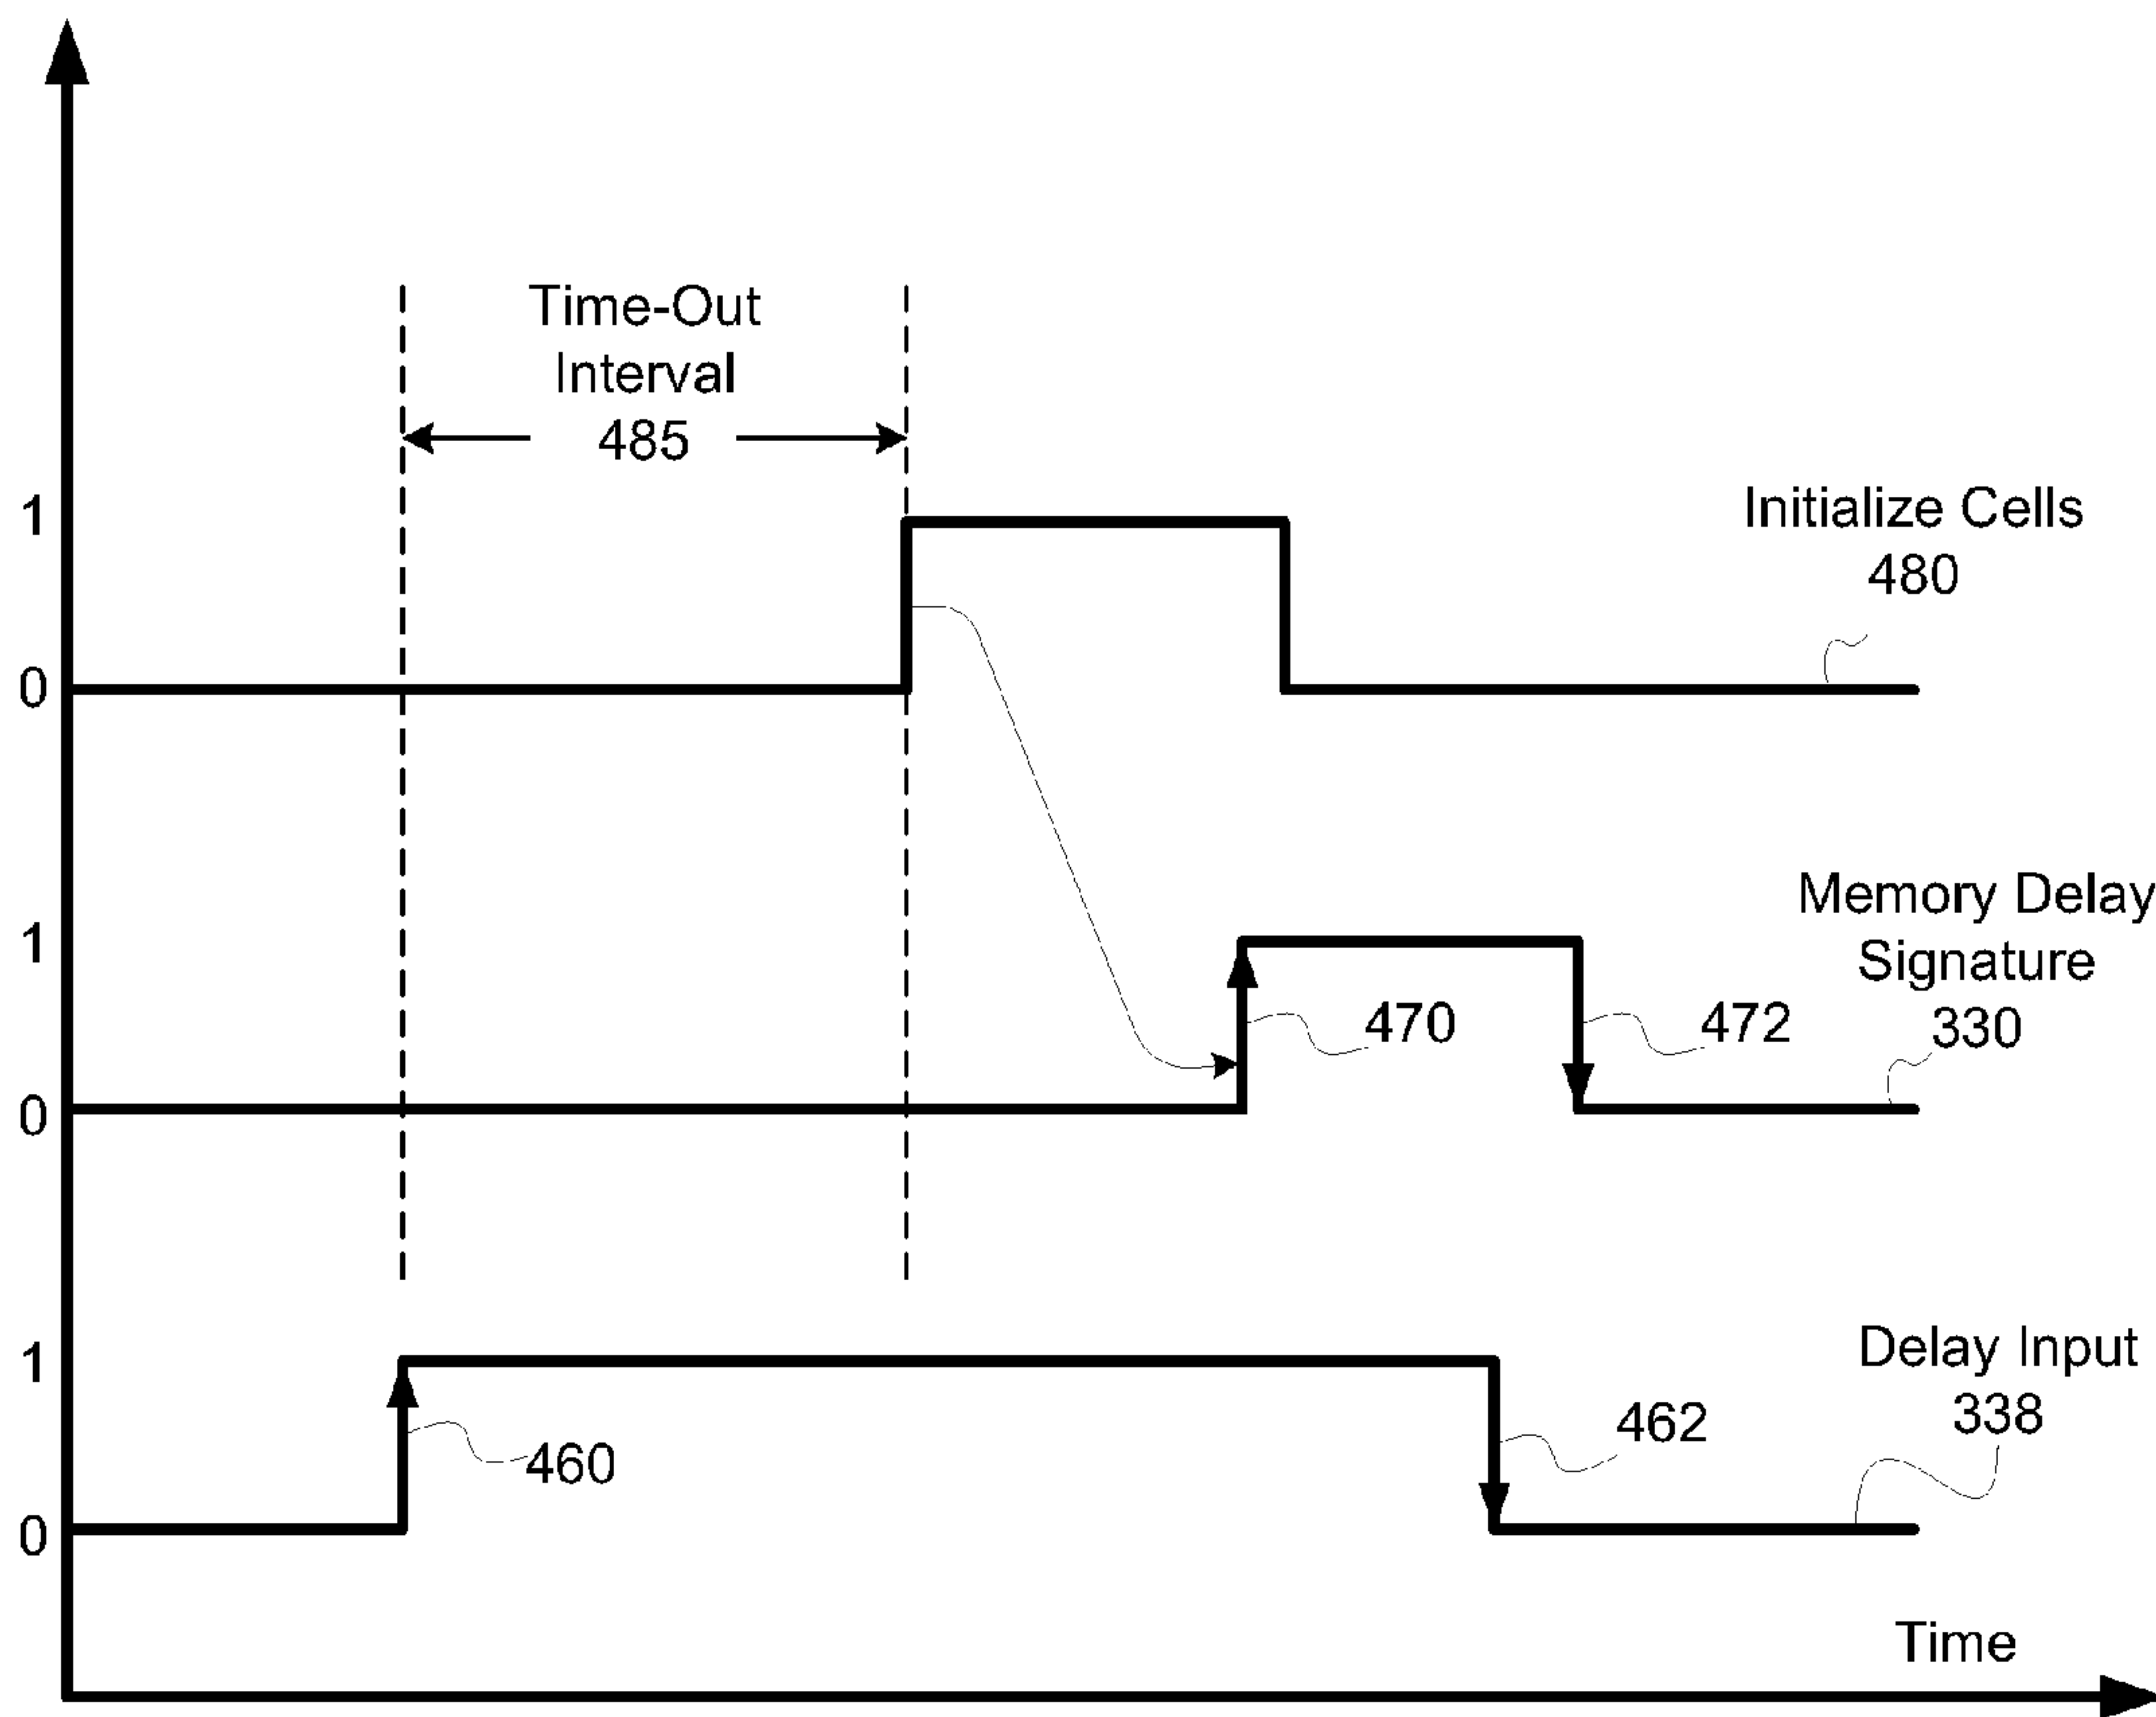 Time-Out
Interval
485
1
Initialize Cells
480
0
Memory Delay
1
Signature
470
472
330
0
1
Delay Input
338
462
460
0
Time